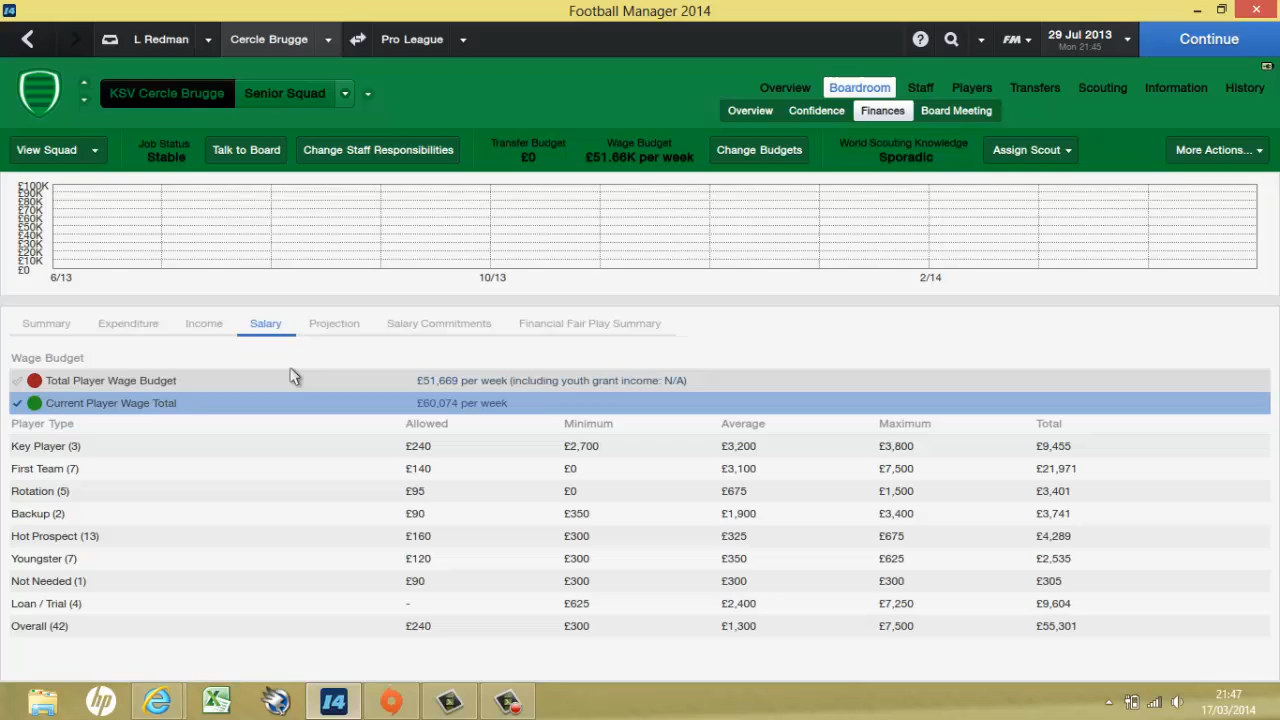 Football Manager 2014
L Redman
Cercle Brugge
Pro League
FM
29 Jul 2013
Mon 21:45
Continue
KSV Cercle Brugge
Senior Squad
Overview Boardroom Staff Players Transfers Scouting Information History
Overview Confidence Finances Board Meeting
View Squad
Job Status
Stable
Talk to Board
Change Staff Responsibilities
Transfer Budget
£0
Wage Budget
£51.66K per week
Change Budgets
World Scouting Knowledge
Sporadic
Assign Scout
More Actions...
£100K
£90K
£80K
£70K
£60K
£50K
£40K
£30K
£20K
£10K
£0
6/13 10/13 2/14
Summary Expenditure Income Salary Projection Salary Commitments Financial Fair Play Summary
Wage Budget
Total Player Wage Budget £51,669 per week (including youth grant income: N/A)
Current Player Wage Total £60,074 per week
Player Type Allowed Minimum Average Maximum Total
Key Player (3) £240 £2,700 £3,200 £3,800 £9,455
First Team (7) £140 £0 £3,100 £7,500 £21,971
Rotation (5) £95 £0 £675 £1,500 £3,401
Backup (2) £90 £350 £1,900 £3,400 £3,741
Hot Prospect (13) £160 £300 £325 £675 £4,289
Youngster (7) £120 £300 £350 £625 £2,535
Not Needed (1) £90 £300 £300 £300 £305
Loan / Trial (4) - £625 £2,400 £7,250 £9,604
Overall (42) £240 £300 £1,300 £7,500 £55,301
hp
14
21:47
17/03/2014